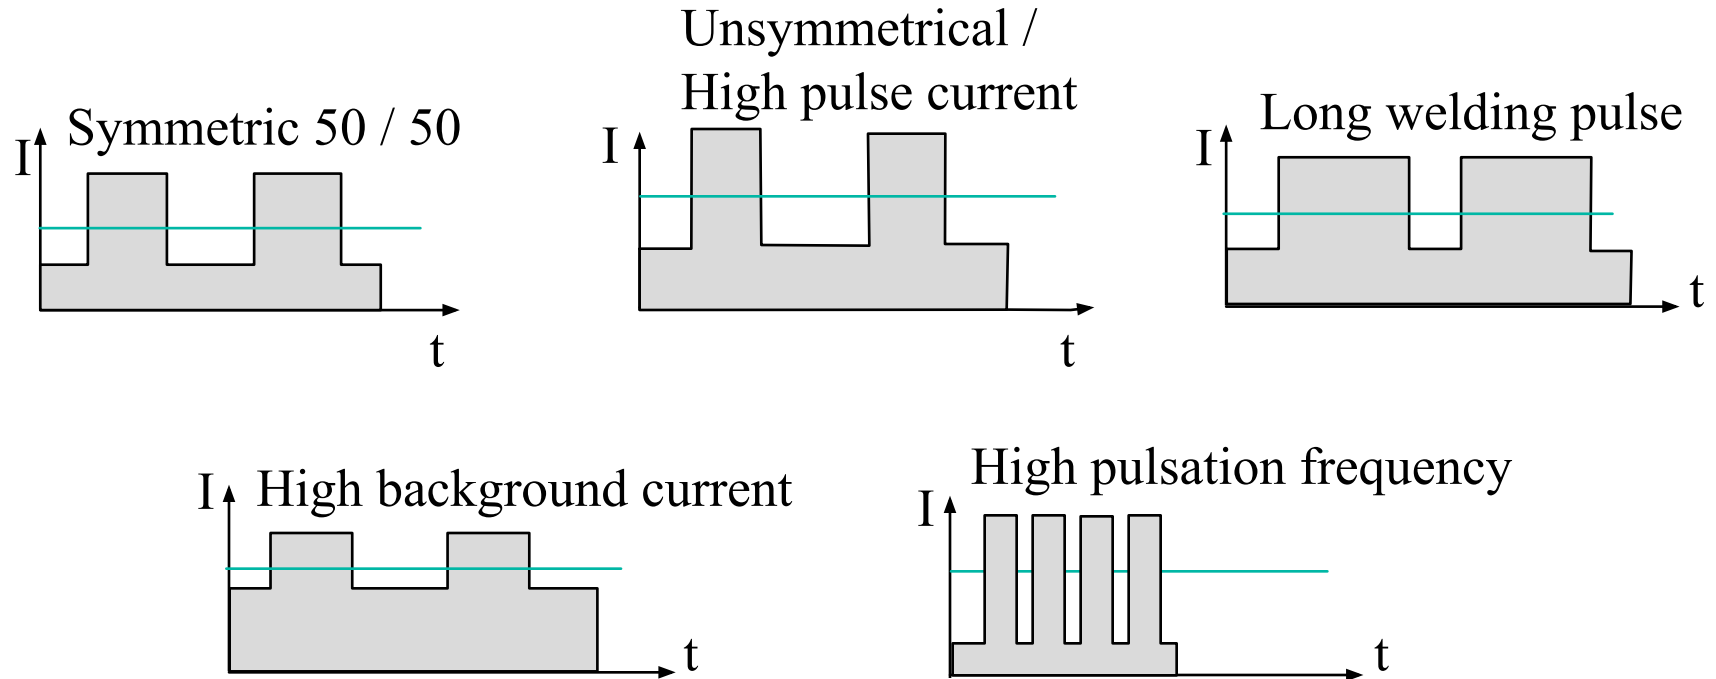 Unsymmetrical /
High pulse current
Symmetric 50 / 50
Long welding pulse
I
I
I
t
t
t
High background current
High pulsation frequency
I
I
t
t